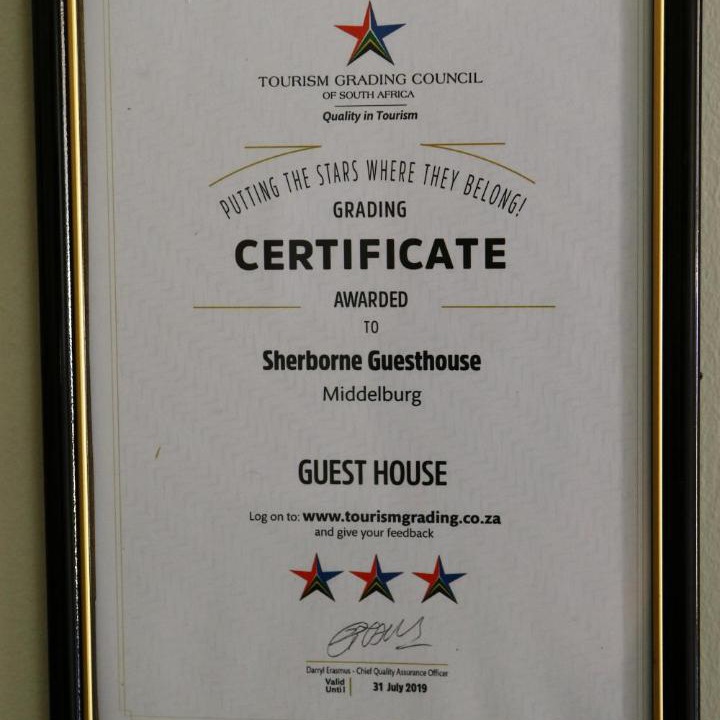 TOURISM GRADING COUNCIL
OF SOUTH AFRICA
Quality in Tourism
PUTTING THE STARS WHERE THEY BELONG!
GRADING
CERTIFICATE
AWARDED
TO
Sherborne Guesthouse
Middelburg
GUEST HOUSE
Log on to: www.tourismgrading.co.za
and give your feedback
Darryl Erasmus - Chief Quality Assurance Officer
Valid
Until
31 July 2019